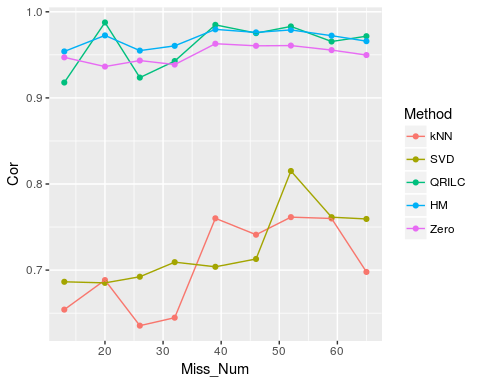 1.0
0.9
0.8
0.7
Cor
20
30
40
50
60
Miss_Num
Method
kNN
SVD
QRILC
HM
Zero